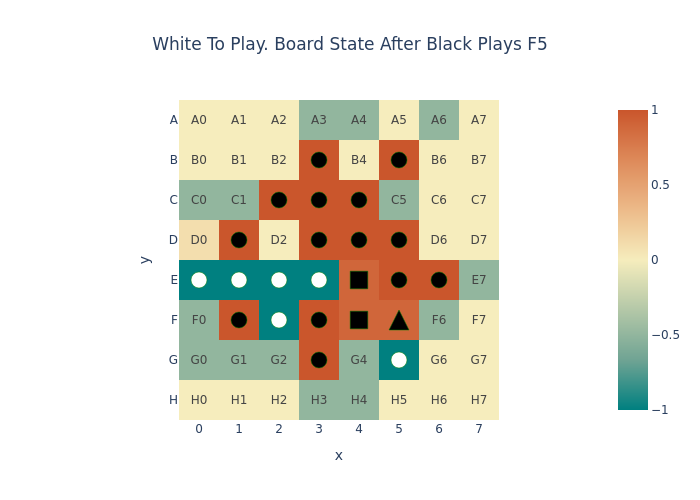 White To Play. Board State After Black Plays F5
A A0 A1 A2 A3 A4 A5 A6 A7
B B0 B1 B2 B4 B6 B7
C C0 C1 C5 C6 C7
D D0 D2 D6 D7
E E7
F F0 F6 F7
G G0 G1 G2 G4 G6 G7
H H0 H1 H2 H3 H4 H5 H6 H7
0 1 2 3 4 5 6 7
x
y
1
0.5
0
−0.5
−1